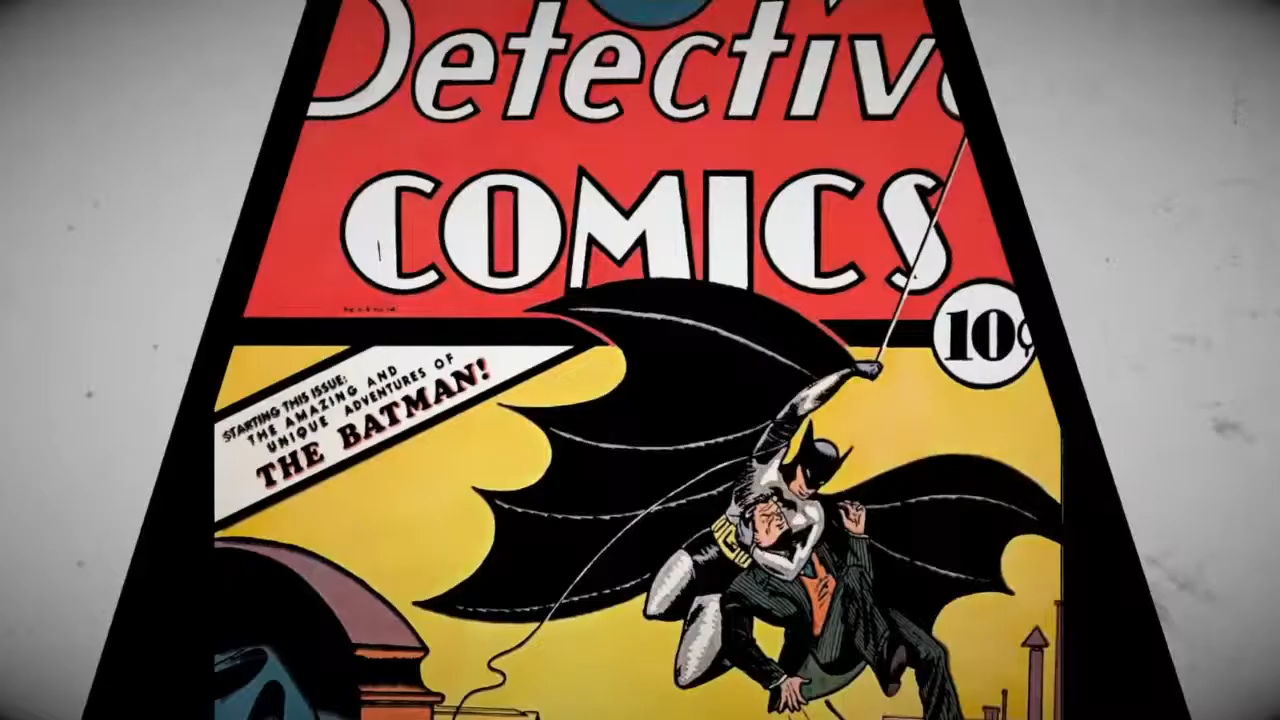 Detectiv
COMICS
10¢
STARTING THIS ISSUE:
THE AMAZING AND
UNIQUE ADVENTURES OF
THE BATMAN!